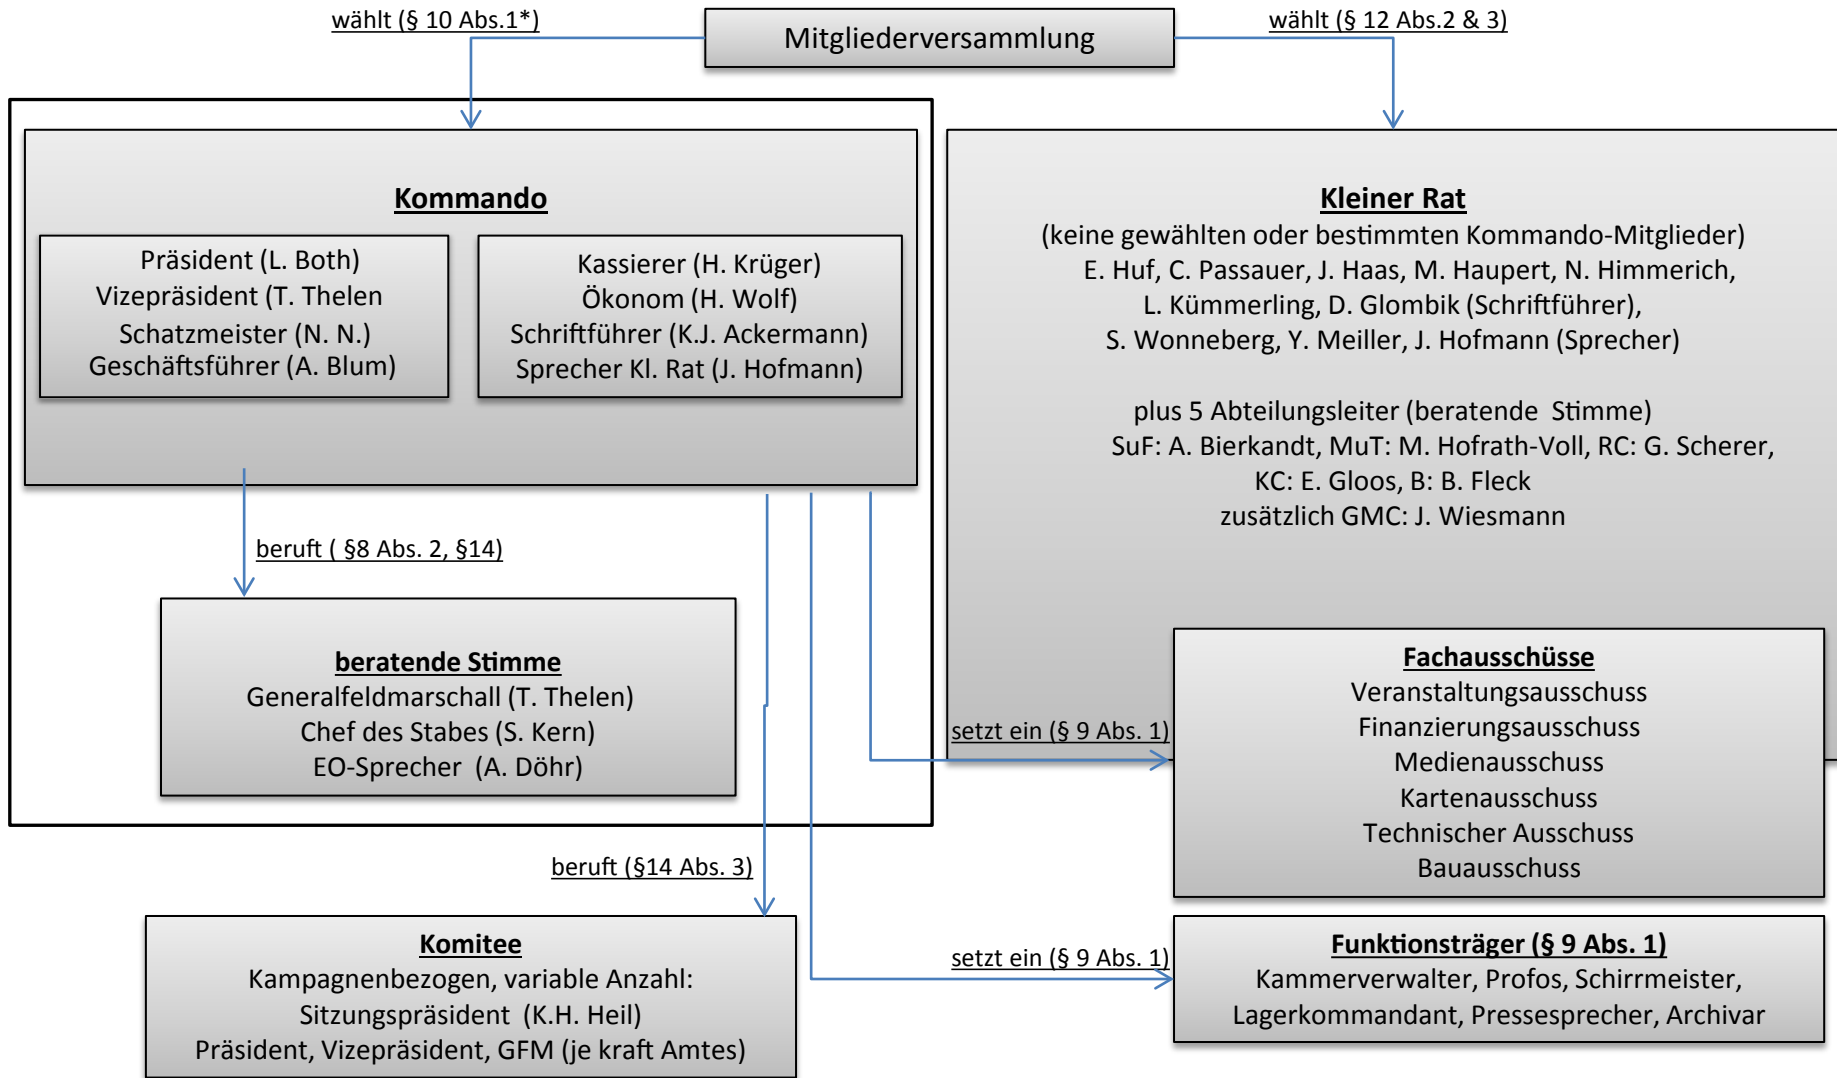 wählt (§ 10 Abs.1*)
Mitgliederversammlung
wählt (§ 12 Abs.2 & 3)
Kommando
Präsident (L. Both)
Vizepräsident (T. Thelen
Schatzmeister (N. N.)
Geschäftsführer (A. Blum)
Kassierer (H. Krüger)
Ökonom (H. Wolf)
Schriftführer (K.J. Ackermann)
Sprecher Kl. Rat (J. Hofmann)
Kleiner Rat
(keine gewählten oder bestimmten Kommando-Mitglieder)
E. Huf, C. Passauer, J. Haas, M. Haupert, N. Himmerich,
L. Kümmerling, D. Glombik (Schriftführer),
S. Wonneberg, Y. Meiller, J. Hofmann (Sprecher)
plus 5 Abteilungsleiter (beratende Stimme)
SuF: A. Bierkandt, MuT: M. Hofrath-Voll, RC: G. Scherer,
KC: E. Gloos, B: B. Fleck
zusätzlich GMC: J. Wiesmann
beruft ( §8 Abs. 2, §14)
beratende Stimme
Generalfeldmarschall (T. Thelen)
Chef des Stabes (S. Kern)
EO-Sprecher (A. Döhr)
setzt ein (§ 9 Abs. 1)
Fachausschüsse
Veranstaltungsausschuss
Finanzierungsausschuss
Medienausschuss
Kartenausschuss
Technischer Ausschuss
Bauausschuss
beruft (§14 Abs. 3)
Komitee
Kampagnenbezogen, variable Anzahl:
Sitzungspräsident (K.H. Heil)
Präsident, Vizepräsident, GFM (je kraft Amtes)
setzt ein (§ 9 Abs. 1)
Funktionsträger (§ 9 Abs. 1)
Kammerverwalter, Profos, Schirrmeister,
Lagerkommandant, Pressesprecher, Archivar